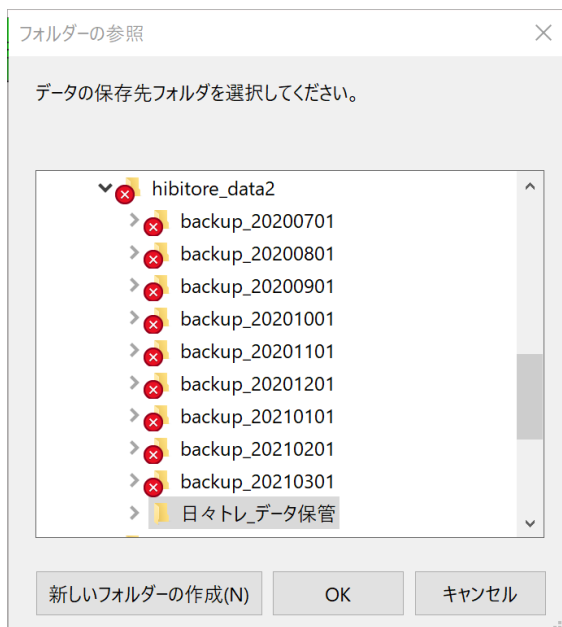 フォルダーの参照
データの保存先フォルダを選択してください。
hibitore_data2
backup_20200701
backup_20200801
backup_20200901
backup_20201001
backup_20201101
backup_20201201
backup_20210101
backup_20210201
backup_20210301
日々トレ_データ保管
新しいフォルダーの作成(N) OK キャンセル